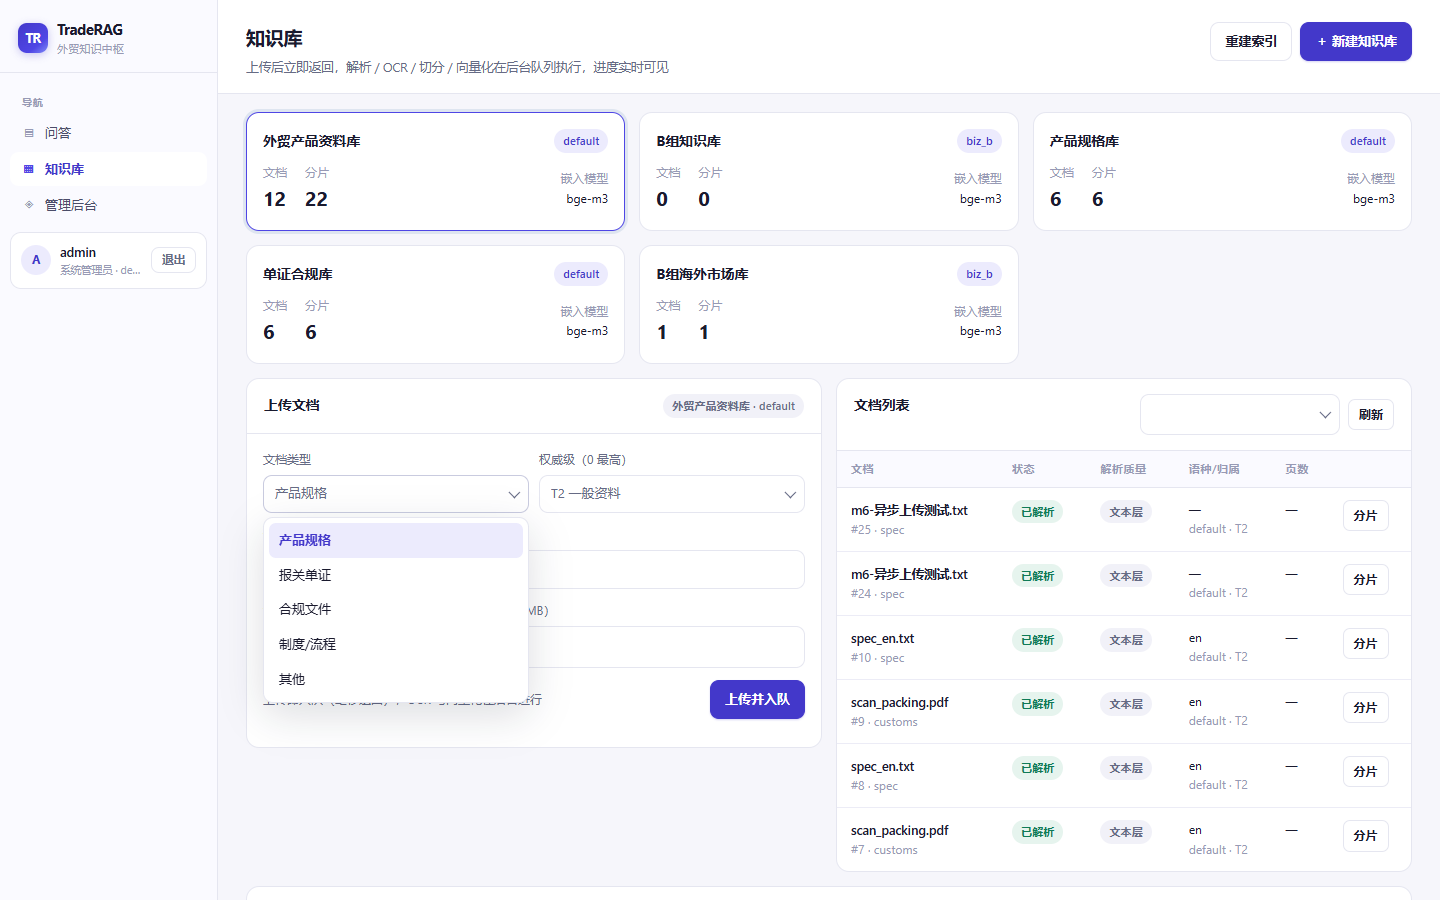 TR
TradeRAG
外贸知识中枢
导航
问答
知识库
管理后台
A
admin
系统管理员 · de...
退出
知识库
上传后立即返回，解析 / OCR / 切分 / 向量化在后台队列执行，进度实时可见
重建索引
+ 新建知识库
外贸产品资料库
default
文档 分片
嵌入模型
12 22
bge-m3
B组知识库
biz_b
文档 分片
嵌入模型
0 0
bge-m3
产品规格库
default
文档 分片
嵌入模型
6 6
bge-m3
单证合规库
default
文档 分片
嵌入模型
6 6
bge-m3
B组海外市场库
biz_b
文档 分片
嵌入模型
1 1
bge-m3
上传文档
外贸产品资料库 · default
文档类型
权威级（0 最高）
产品规格
T2 一般资料
产品规格
报关单证
合规文件
制度/流程
其他
MB）
进行
上传并入队
文档列表
刷新
文档 状态 解析质量 语种/归属 页数
m6-异步上传测试.txt 已解析 文本层 — — 分片
#25 · spec default · T2
m6-异步上传测试.txt 已解析 文本层 — — 分片
#24 · spec default · T2
spec_en.txt 已解析 文本层 en — 分片
#10 · spec default · T2
scan_packing.pdf 已解析 文本层 en — 分片
#9 · customs default · T2
spec_en.txt 已解析 文本层 en — 分片
#8 · spec default · T2
scan_packing.pdf 已解析 文本层 en — 分片
#7 · customs default · T2